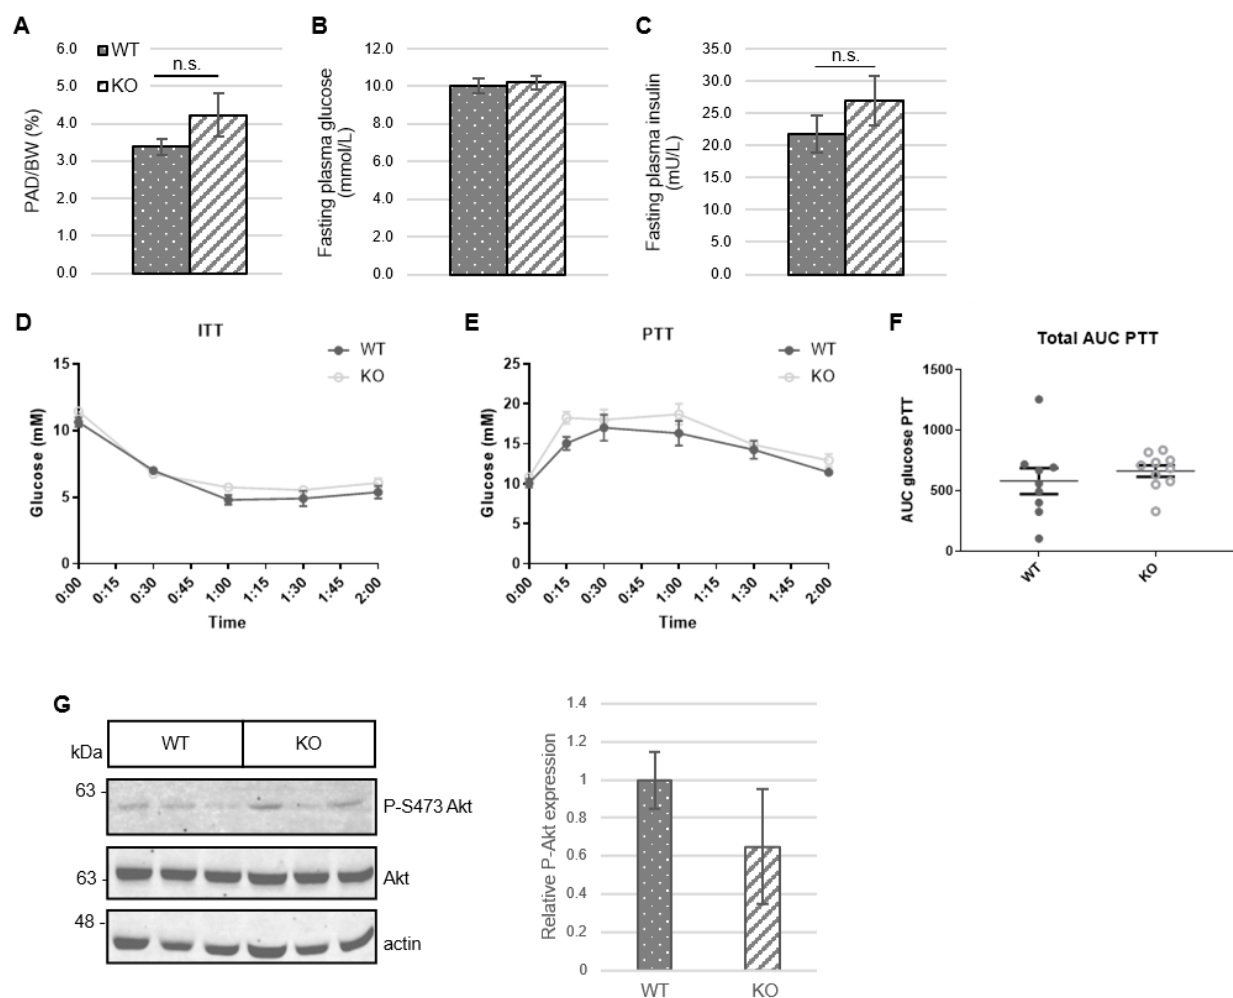 A
PAD/BW (%)
6.0
5.0
4.0
3.0
2.0
1.0
0.0
WT
KO
n.s.
B
Fasting plasma glucose
(mmol/L)
12.0
10.0
8.0
6.0
4.0
2.0
0.0
C
Fasting plasma insulin
(mU/L)
35.0
30.0
25.0
20.0
15.0
10.0
5.0
0.0
n.s.
D
ITT
WT
KO
Glucose (mM)
15
10
5
0
0:00 0:15 0:30 0:45 1:00 1:15 1:30 1:45 2:00
Time
E
PTT
WT
KO
Glucose (mM)
25
20
15
10
5
0
0:00 0:15 0:30 0:45 1:00 1:15 1:30 1:45 2:00
Time
F
Total AUC PTT
AUC glucose PTT
1500
1000
500
0
WT KO
G
kDa
WT KO
63 -
P-S473 Akt
63 -
Akt
48 -
actin
Relative P-Akt expression
1.4
1.2
1
0.8
0.6
0.4
0.2
0
WT KO